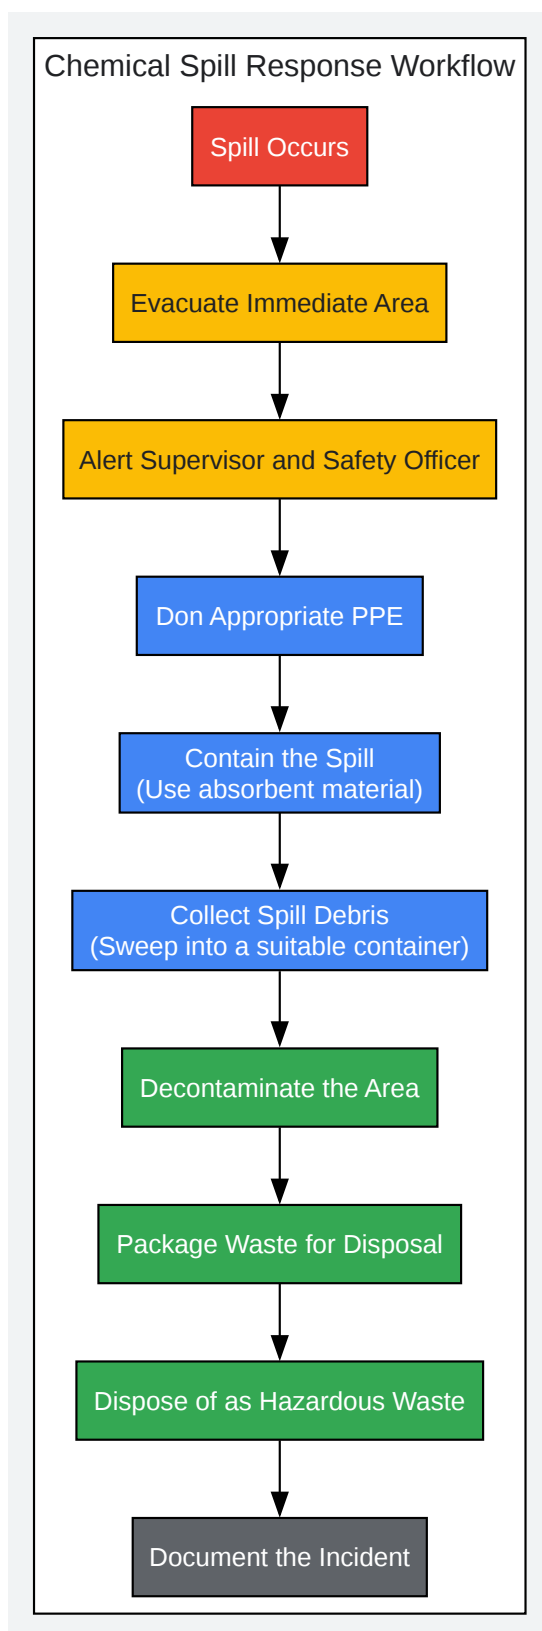 Chemical Spill Response Workflow
Spill Occurs
Evacuate Immediate Area
Alert Supervisor and Safety Officer
Don Appropriate PPE
Contain the Spill
(Use absorbent material)
Collect Spill Debris
(Sweep into a suitable container)
Decontaminate the Area
Package Waste for Disposal
Dispose of as Hazardous Waste
Document the Incident